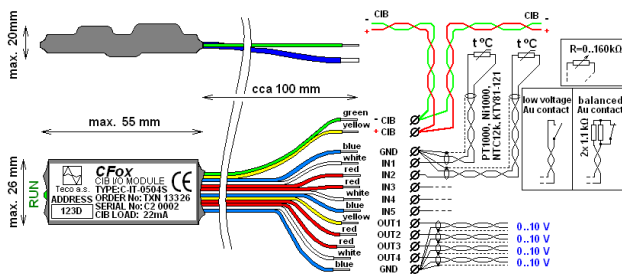 max. 20mm
cca 100 mm
max. 55 mm
max. 26 mm
RUN
CFox
CIB I/O MODULE
Teco a.s.
TYPE:C-IT-0504S
ORDER No:TXN 13326
SERIAL No: C2 0002
CIB LOAD: 22mA
ADDRESS
123D
CE
green
yellow
blue
white
red
red
white
blue
yellow
red
red
white
blue
- CIB
+
CIB -
+
- CIB
+ CIB
GND
IN1
IN2
IN3
IN4
IN5
OUT1
OUT2
OUT3
OUT4
GND
t ºC
t ºC
PT1000, Ni1000,
NTC12k, KTY81-121
R=0..160kΩ
low voltage
Au contact
balanced
Au contact
2x 1,1kΩ
0..10 V
0..10 V
0..10 V
0..10 V